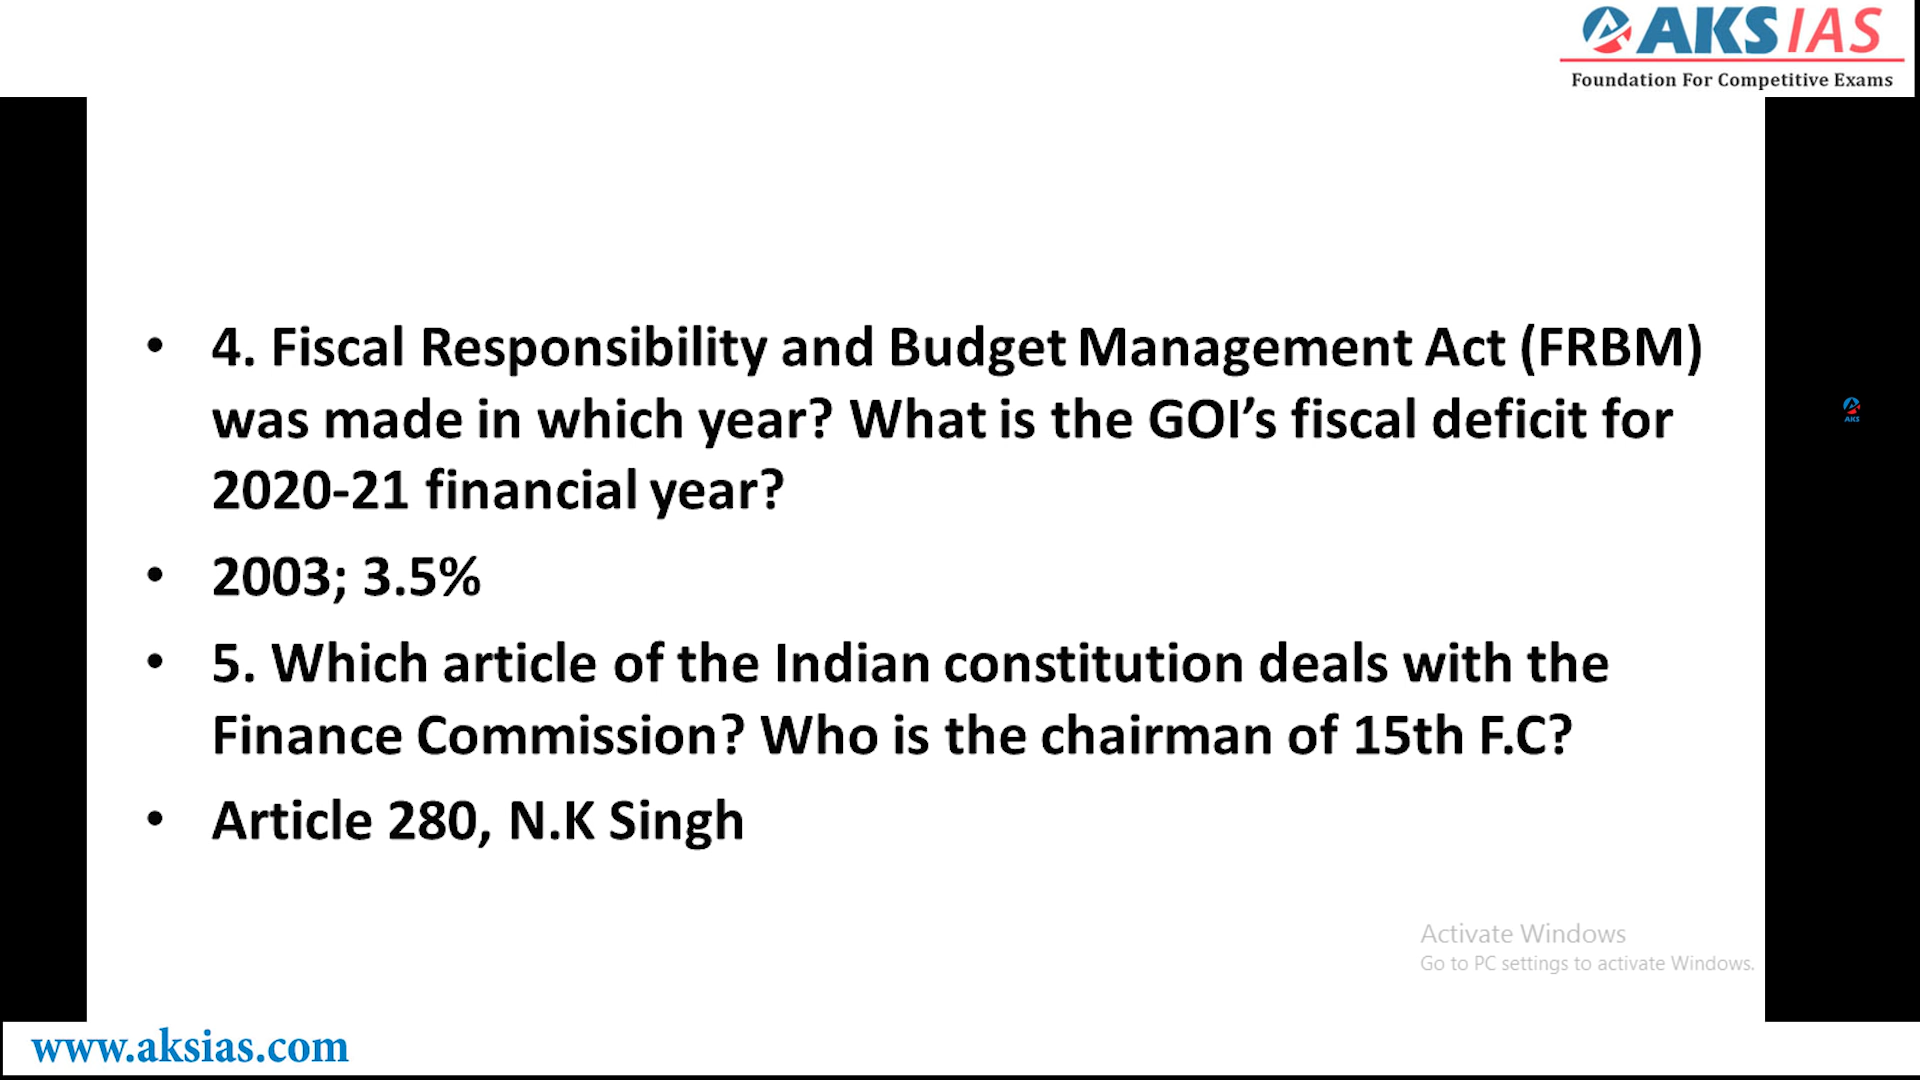 AKS IAS
Foundation For Competitive Exams
• 4. Fiscal Responsibility and Budget Management Act (FRBM)
was made in which year? What is the GOI’s fiscal deficit for
2020-21 financial year?
• 2003; 3.5%
• 5. Which article of the Indian constitution deals with the
Finance Commission? Who is the chairman of 15th F.C?
• Article 280, N.K Singh
AKS
Activate Windows
Go to PC settings to activate Windows.
www.aksias.com